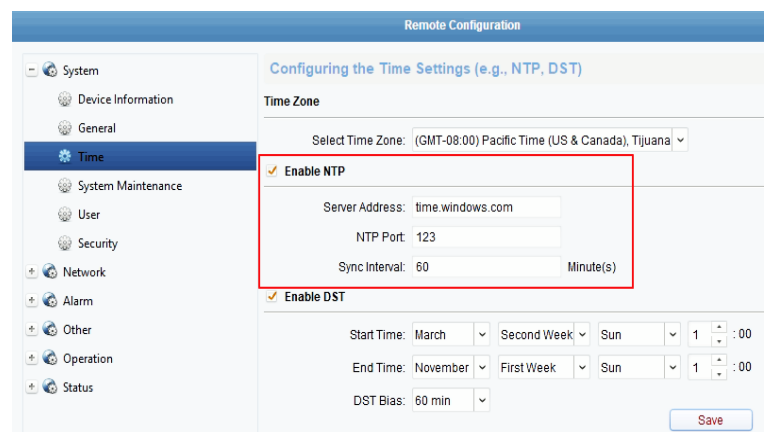 Remote Configuration
System
Device Information
General
Time
System Maintenance
User
Security
Network
Alarm
Other
Operation
Status
Configuring the Time Settings (e.g., NTP, DST)
Time Zone
Select Time Zone: (GMT-08:00) Pacific Time (US & Canada), Tijuana
Enable NTP
Server Address: time.windows.com
NTP Port: 123
Sync Interval: 60 Minute(s)
Enable DST
Start Time: March Second Week Sun 1 :00
End Time: November First Week Sun 1 :00
DST Bias: 60 min
Save